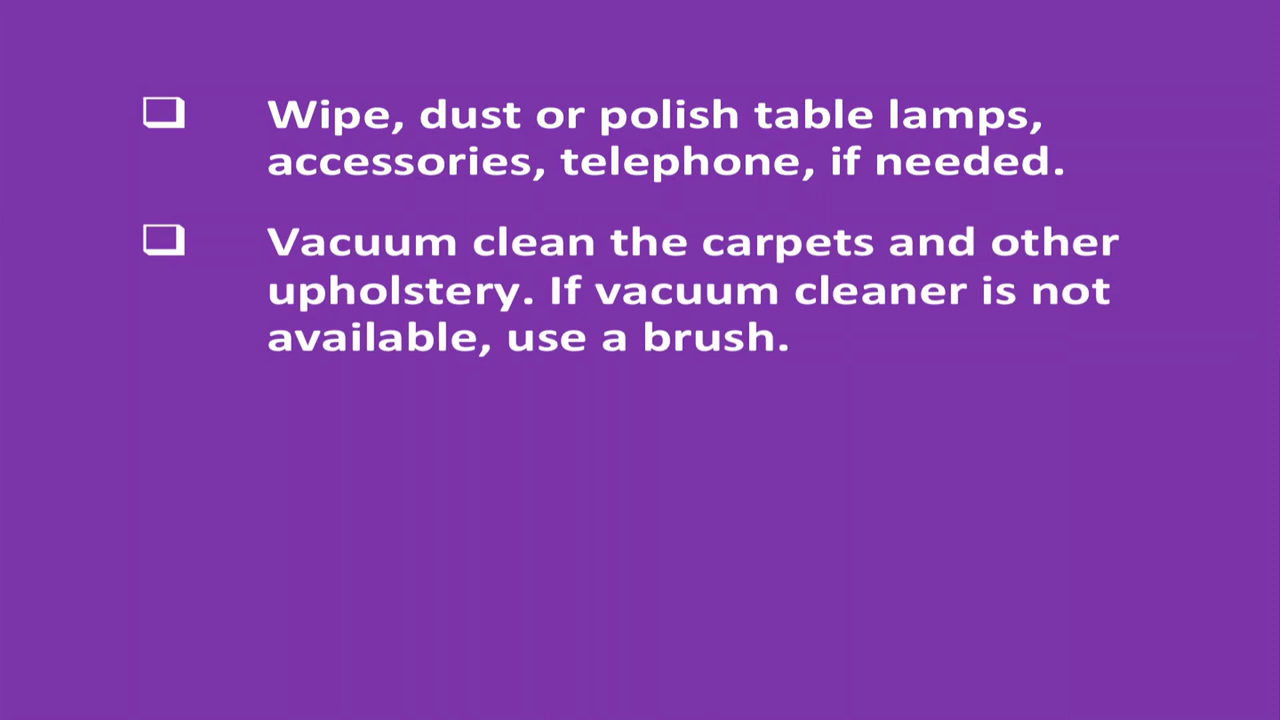 ❑ Wipe, dust or polish table lamps,
accessories, telephone, if needed.
❑ Vacuum clean the carpets and other
upholstery. If vacuum cleaner is not
available, use a brush.